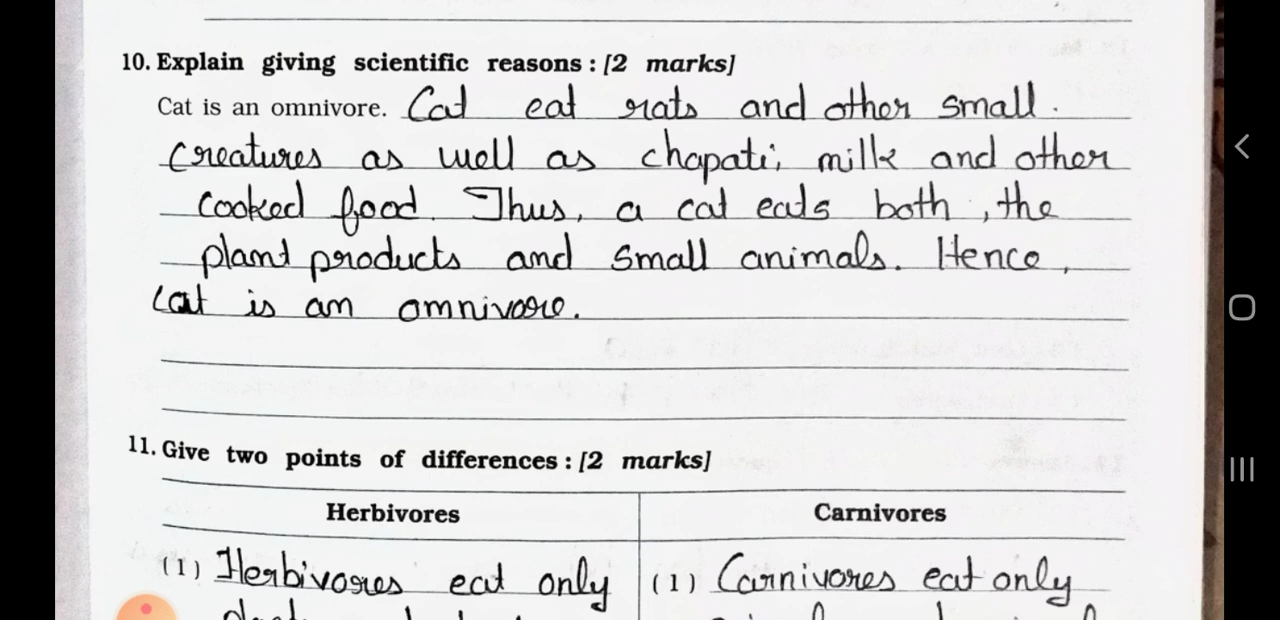 10. Explain giving scientific reasons : [2 marks]
Cat is an omnivore. Cat eat rats and other small
creatures as well as chapati, milk and other
cooked food. Thus, a cat eats both, the
plant products and small animals. Hence,
cat is an omnivore.
11. Give two points of differences : [2 marks]
Herbivores Carnivores
(1) Herbivores eat only (1) Carnivores eat only